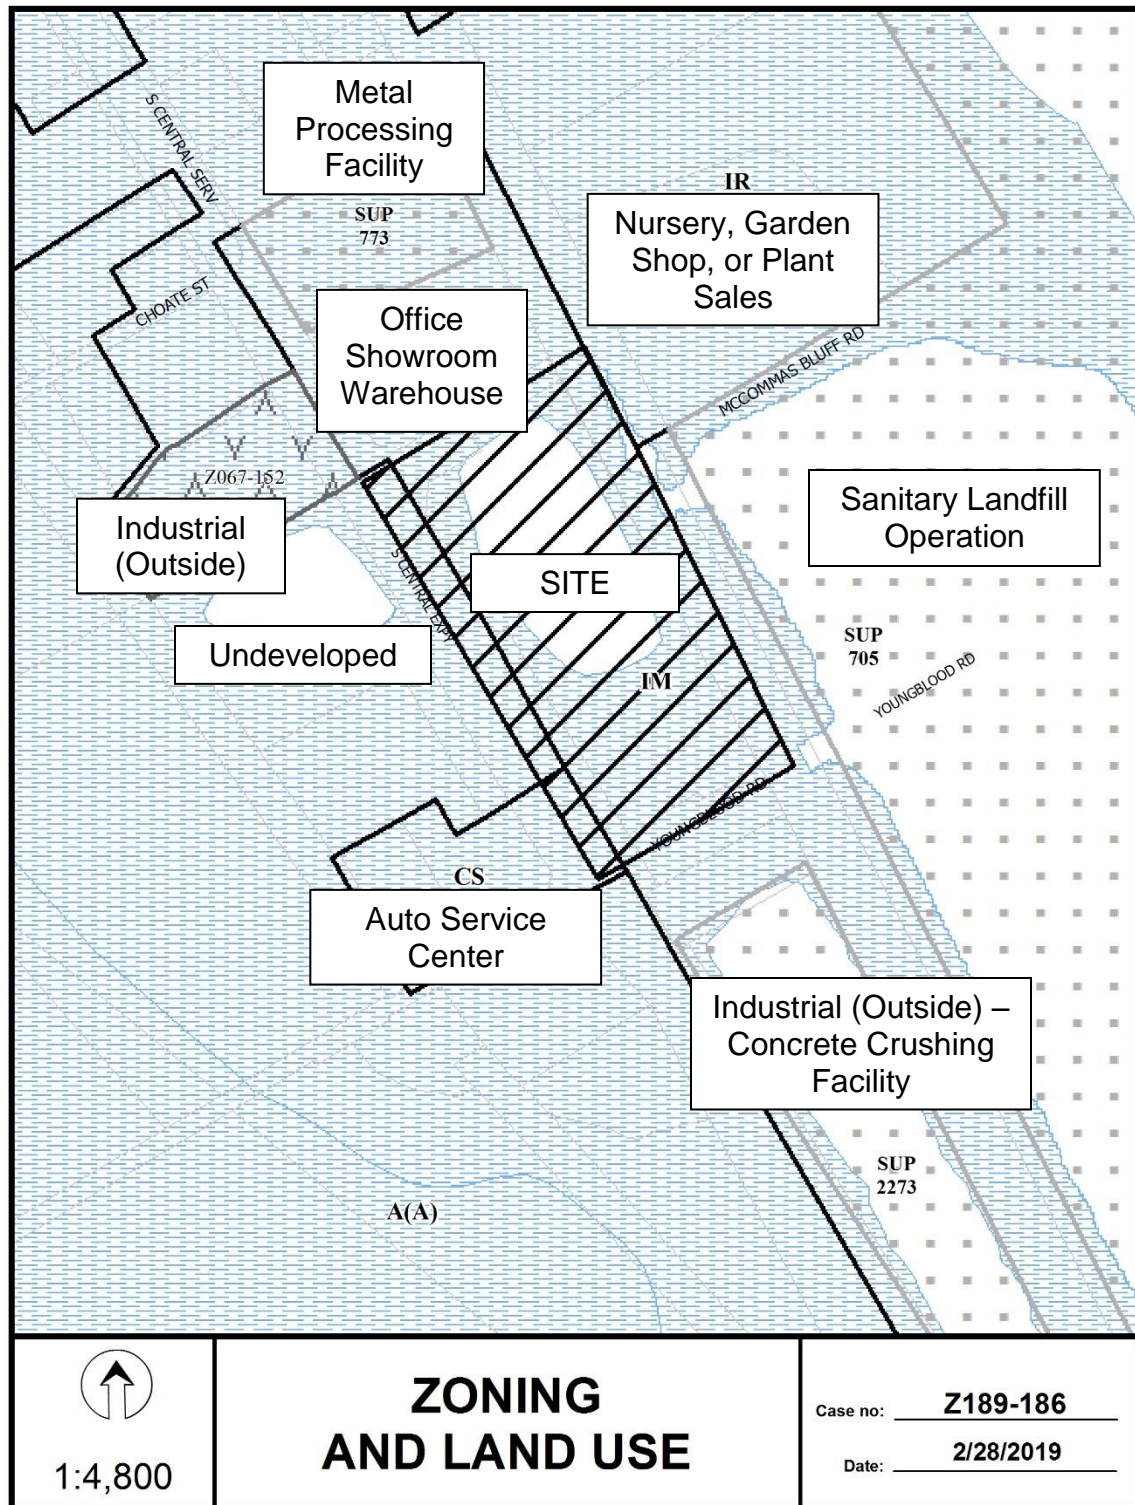 Metal
Processing
Facility
S CENTRAL SERV
IR
SUP
773
Nursery, Garden
Shop, or Plant
Sales
CHOATE ST
Office
Showroom
Warehouse
MCCOMMAS BLUFF RD
Z067-152
Industrial
(Outside)
Sanitary Landfill
Operation
S CENTRAL EXPY
SITE
Undeveloped
SUP
705
YOUNGBLOOD RD
IM
YOUNGBLOOD RD
CS
Auto Service
Center
Industrial (Outside) –
Concrete Crushing
Facility
SUP
2273
A(A)
1:4,800
ZONING
AND LAND USE
Case no: Z189-186
Date: 2/28/2019